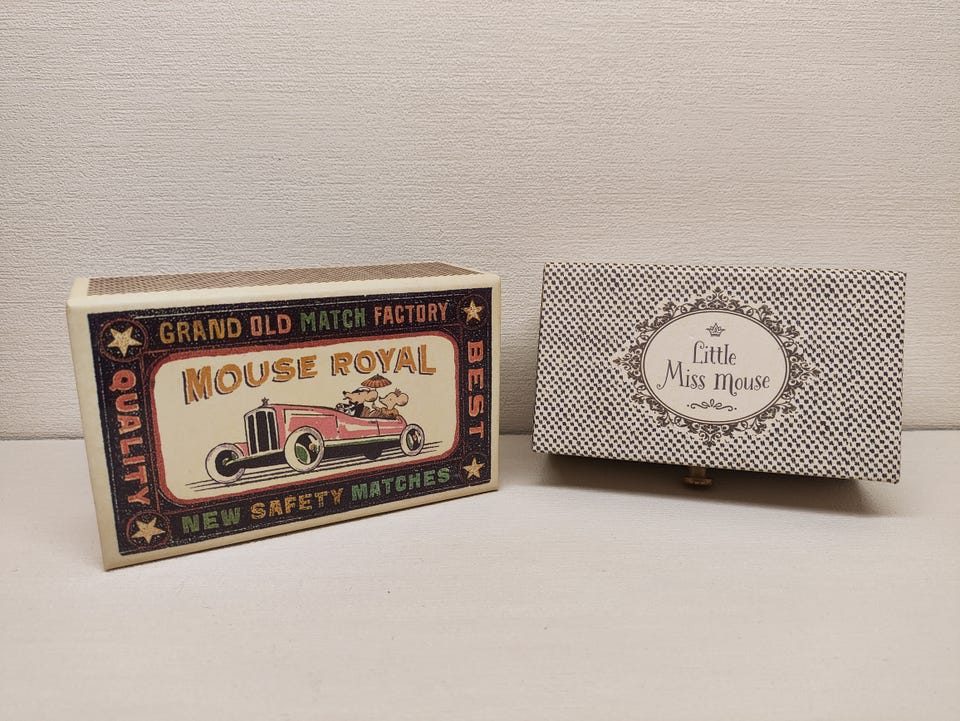 GRAND OLD MATCH FACTORY
QUALITY
MOUSE ROYAL
BEST
NEW SAFETY MATCHES
Little
Miss Mouse